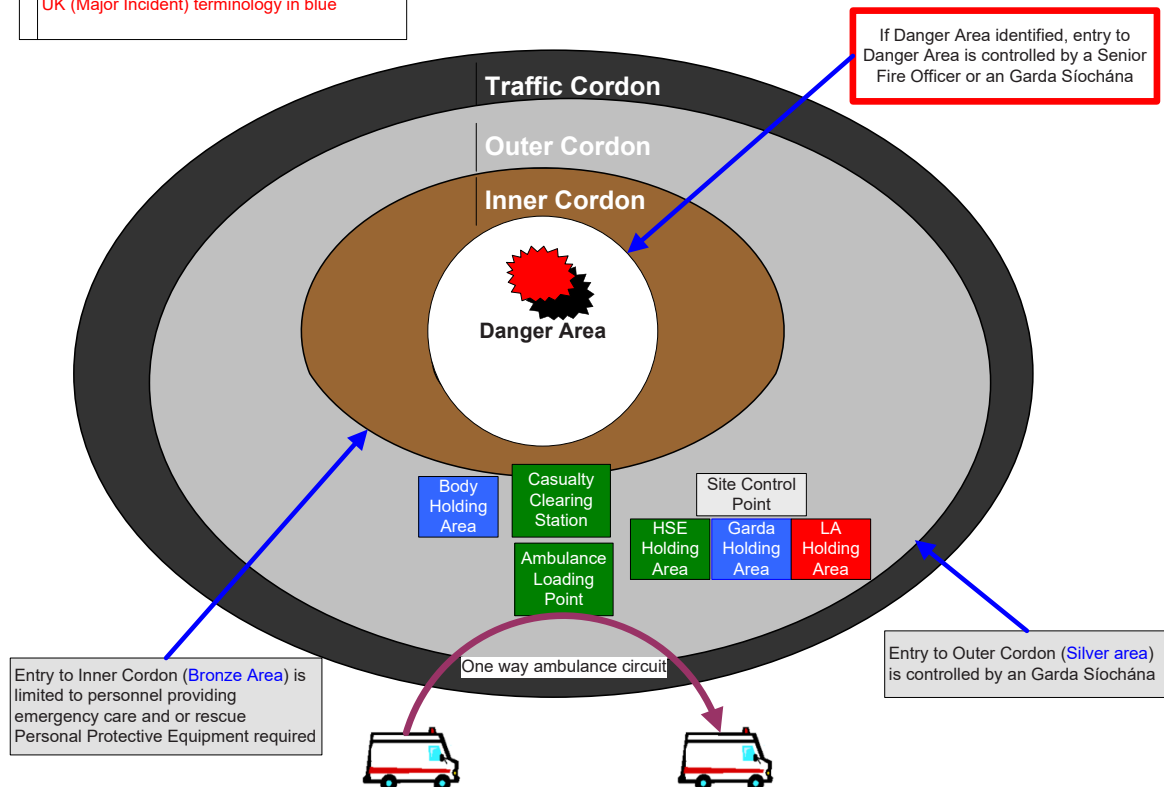 UK (Major Incident) terminology in blue
If Danger Area identified, entry to
Danger Area is controlled by a Senior
Fire Officer or an Garda Síochána
Traffic Cordon
Outer Cordon
Inner Cordon
Danger Area
Body
Holding
Area
Casualty
Clearing
Station
Site Control
Point
HSE
Holding
Area
Garda
Holding
Area
LA
Holding
Area
Ambulance
Loading
Point
One way ambulance circuit
Entry to Inner Cordon (Bronze Area) is
limited to personnel providing
emergency care and or rescue
Personal Protective Equipment required
Entry to Outer Cordon (Silver area)
is controlled by an Garda Síochána